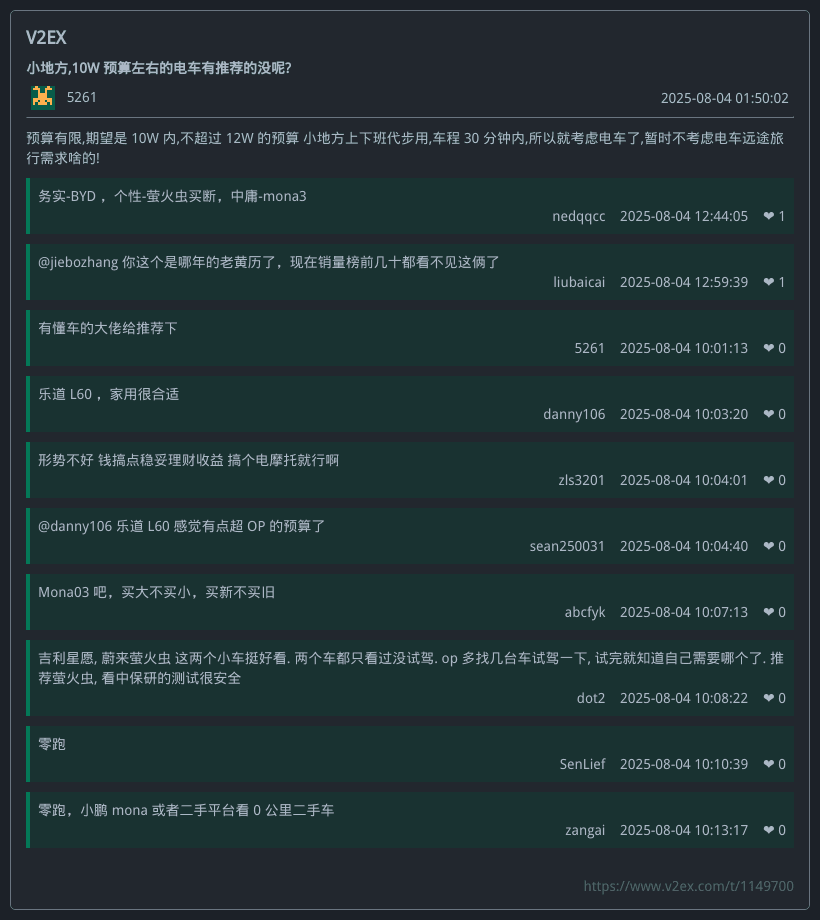 V2EX
小地方,10W 预算左右的电车有推荐的没呢?
5261
2025-08-04 01:50:02
预算有限,期望是 10W 内,不超过 12W 的预算 小地方上下班代步用,车程 30 分钟内,所以就考虑电车了,暂时不考虑电车远途旅
行需求啥的!
务实-BYD ，个性-萤火虫买断，中庸-mona3
nedqqcc 2025-08-04 12:44:05 ❤ 1
@jiebozhang 你这个是哪年的老黄历了，现在销量榜前几十都看不见这俩了
liubaicai 2025-08-04 12:59:39 ❤ 1
有懂车的大佬给推荐下
5261 2025-08-04 10:01:13 ❤ 0
乐道 L60 ，家用很合适
danny106 2025-08-04 10:03:20 ❤ 0
形势不好 钱搞点稳妥理财收益 搞个电摩托就行啊
zls3201 2025-08-04 10:04:01 ❤ 0
@danny106 乐道 L60 感觉有点超 OP 的预算了
sean250031 2025-08-04 10:04:40 ❤ 0
Mona03 吧，买大不买小，买新不买旧
abcfyk 2025-08-04 10:07:13 ❤ 0
吉利星愿, 蔚来萤火虫 这两个小车挺好看. 两个车都只看过没试驾. op 多找几台车试驾一下, 试完就知道自己需要哪个了. 推
荐萤火虫, 看中保研的测试很安全
dot2 2025-08-04 10:08:22 ❤ 0
零跑
SenLief 2025-08-04 10:10:39 ❤ 0
零跑，小鹏 mona 或者二手平台看 0 公里二手车
zangai 2025-08-04 10:13:17 ❤ 0
https://www.v2ex.com/t/1149700